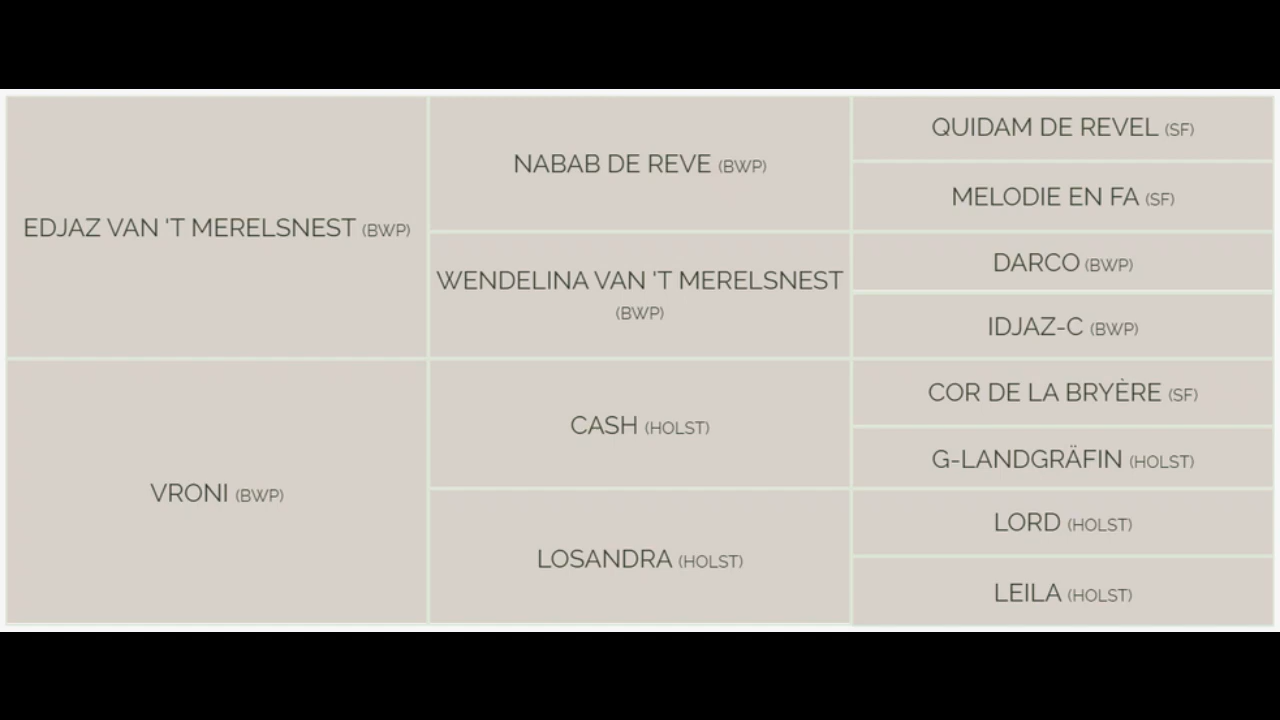 EDJAZ VAN 'T MERELSNEST (BWP)
NABAB DE REVE (BWP)
QUIDAM DE REVEL (SF)
MELODIE EN FA (SF)
WENDELINA VAN 'T MERELSNEST
(BWP)
DARCO (BWP)
IDJAZ-C (BWP)
VRONI (BWP)
CASH (HOLST)
COR DE LA BRYÈRE (SF)
G-LANDGRÄFIN (HOLST)
LOSANDRA (HOLST)
LORD (HOLST)
LEILA (HOLST)